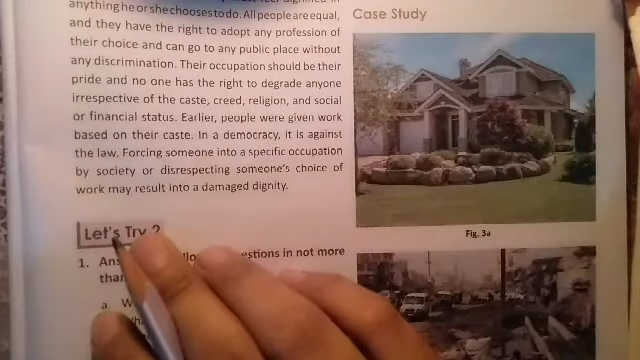 anything he or she chooses to do. All people are equal,
and they have the right to adopt any profession of
their choice and can go to any public place without
any discrimination. Their occupation should be their
pride and no one has the right to degrade anyone
irrespective of the caste, creed, religion, and social
or financial status. Earlier, people were given work
based on their caste. In a democracy, it is against
the law. Forcing someone into a specific occupation
by society or disrespecting someone's choice of
work may result into a damaged dignity.
Let's Try 2
1. in not more
a.
Case Study
Fig. 3a